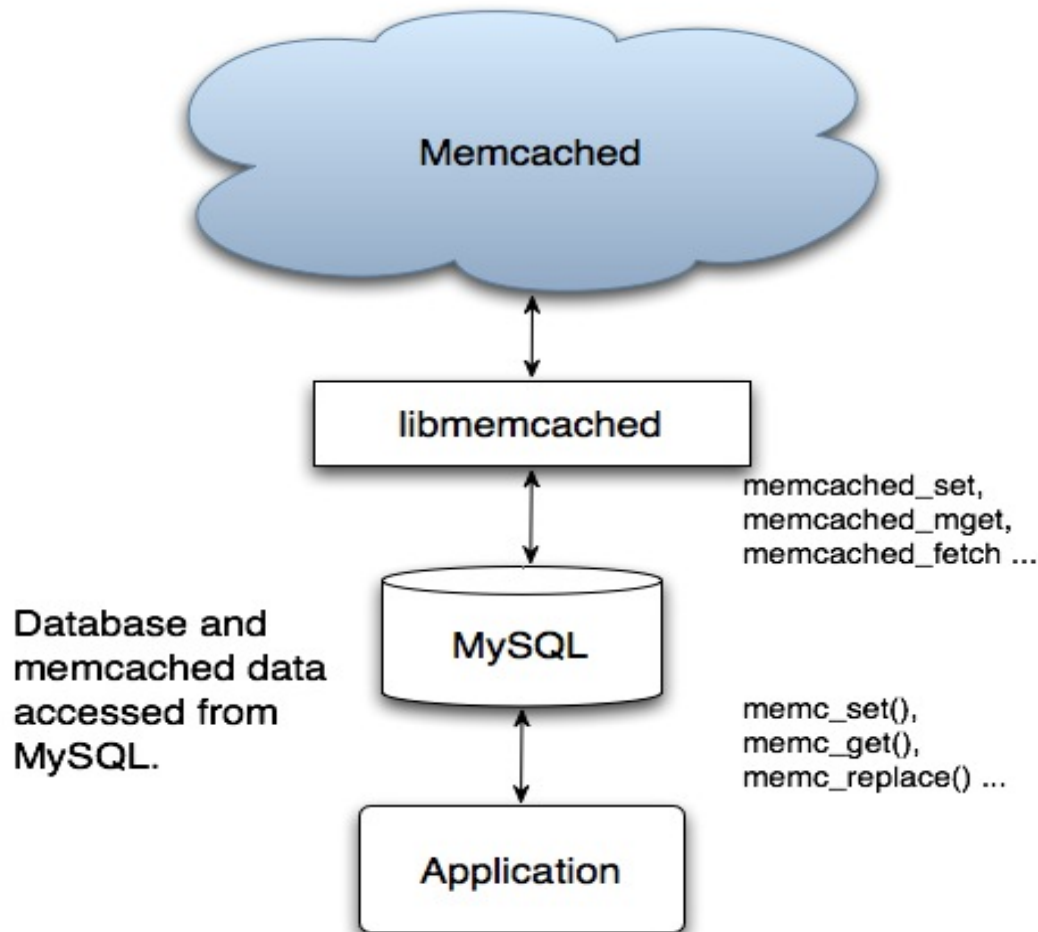 Memcached
libmemcached
memcached_set,
memcached_mget,
memcached_fetch ...
MySQL
Database and
memcached data
accessed from
MySQL.
memc_set(),
memc_get(),
memc_replace() ...
Application